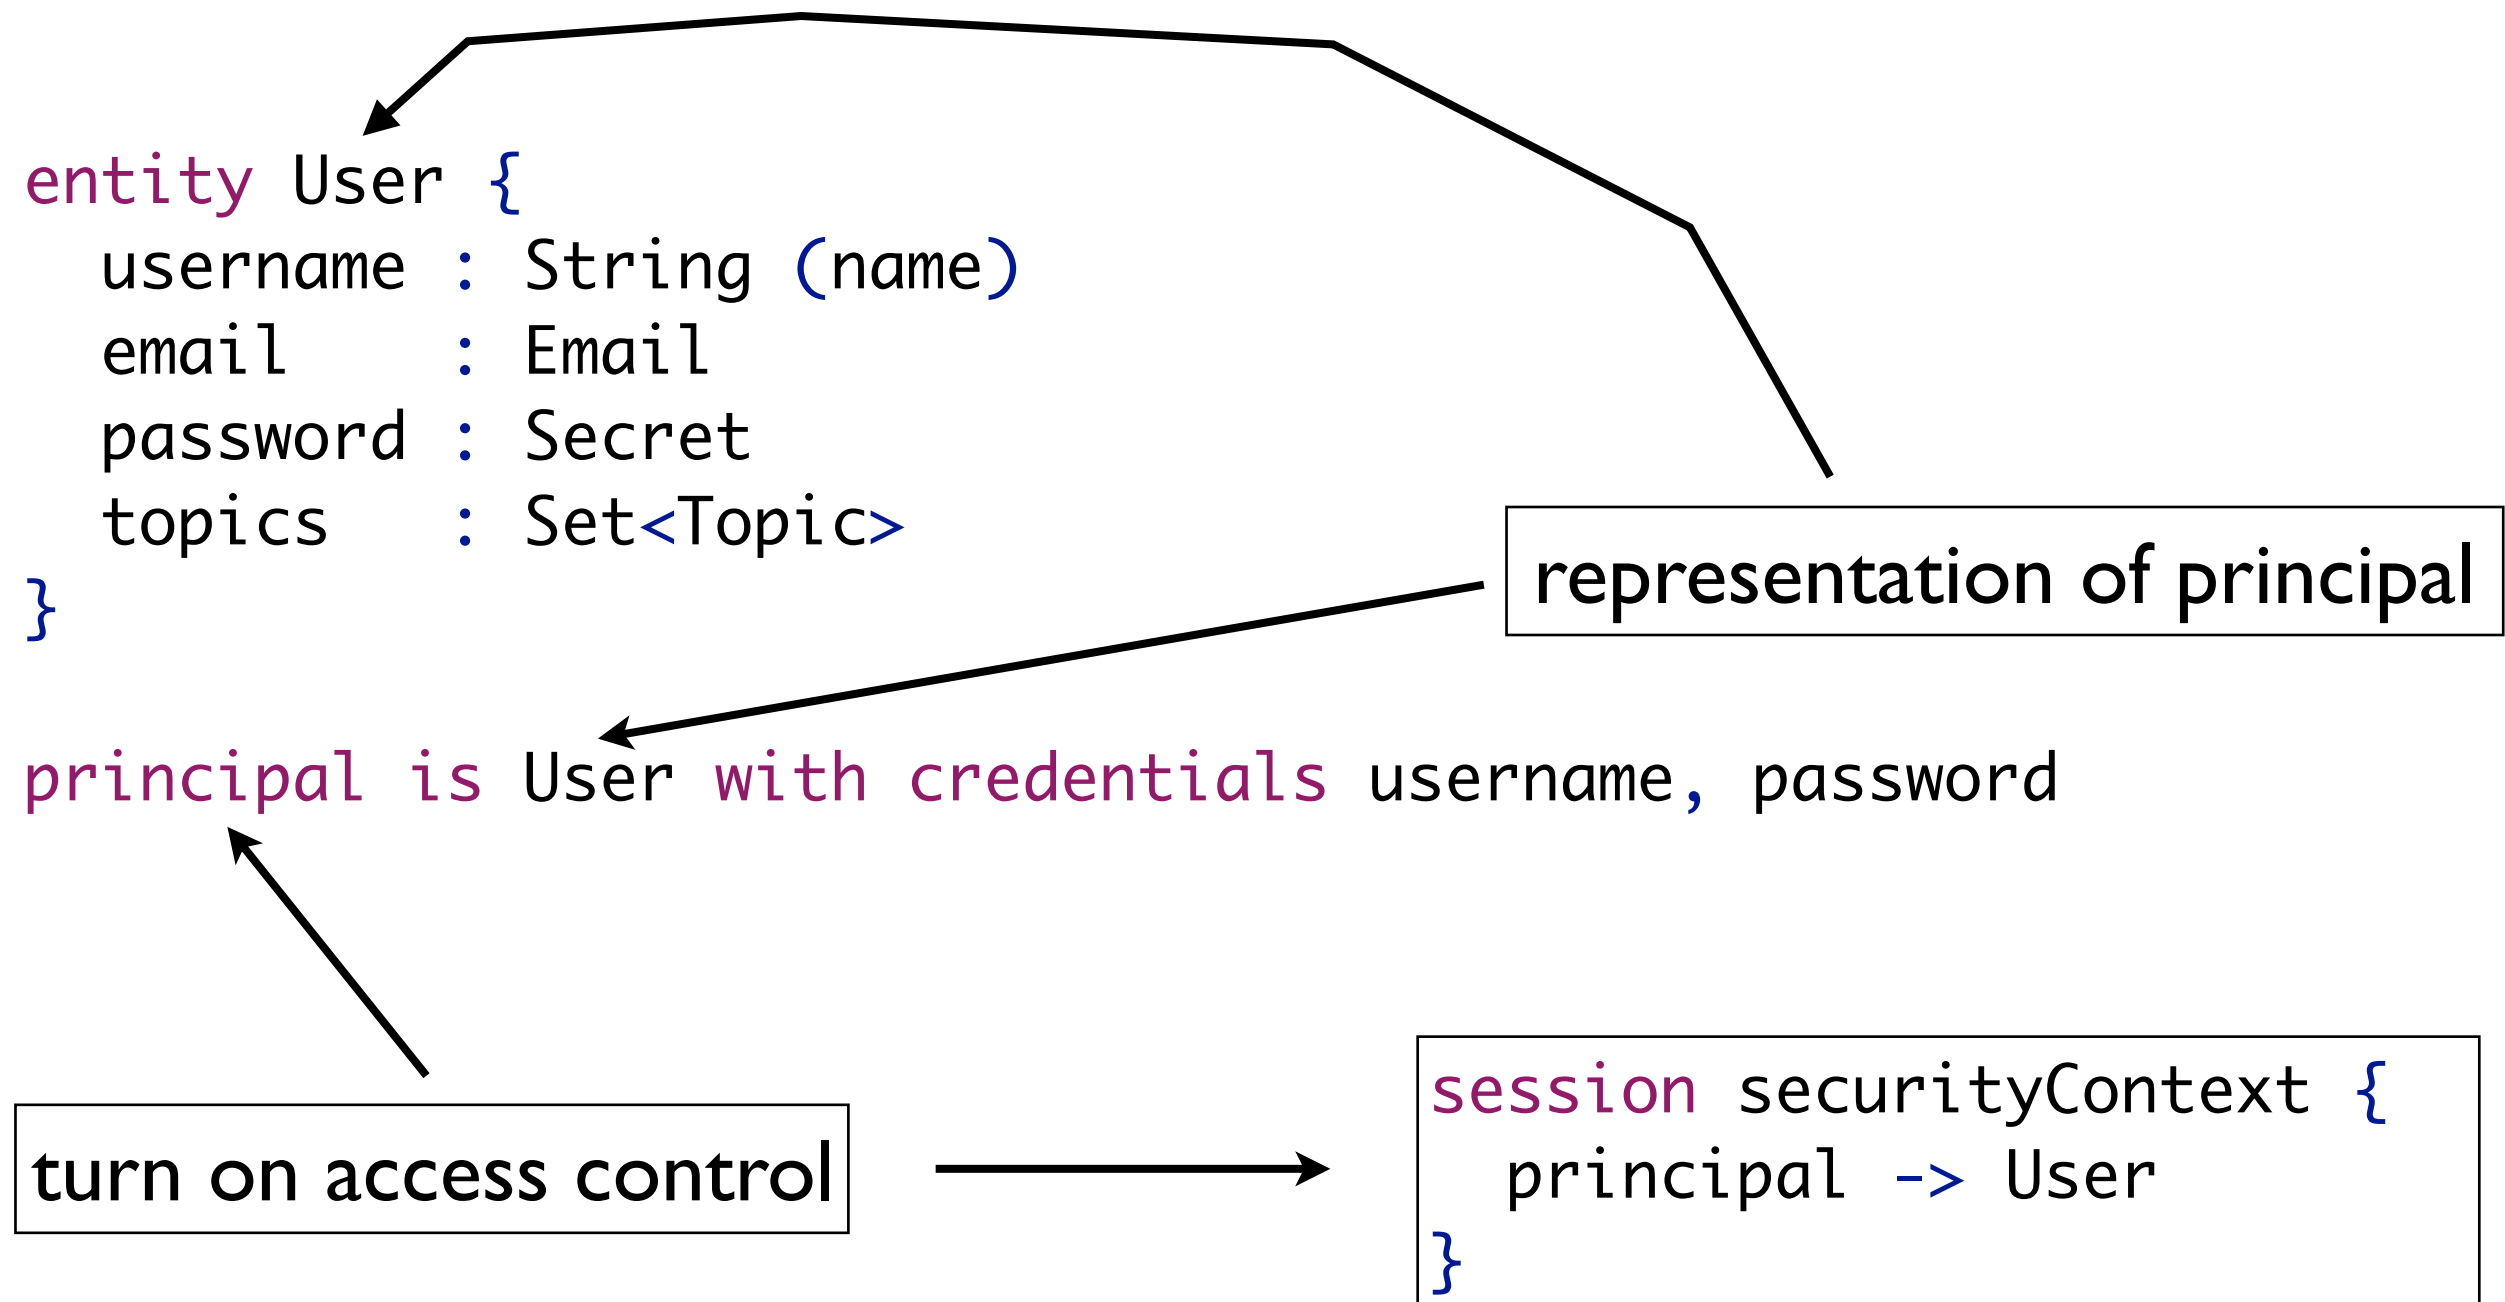 entity User {
  username : String (name)
  email    : Email
  password : Secret
  topics   : Set<Topic>
}
representation of principal
principal is User with credentials username, password
turn on access control
session securityContext {
  principal -> User
}